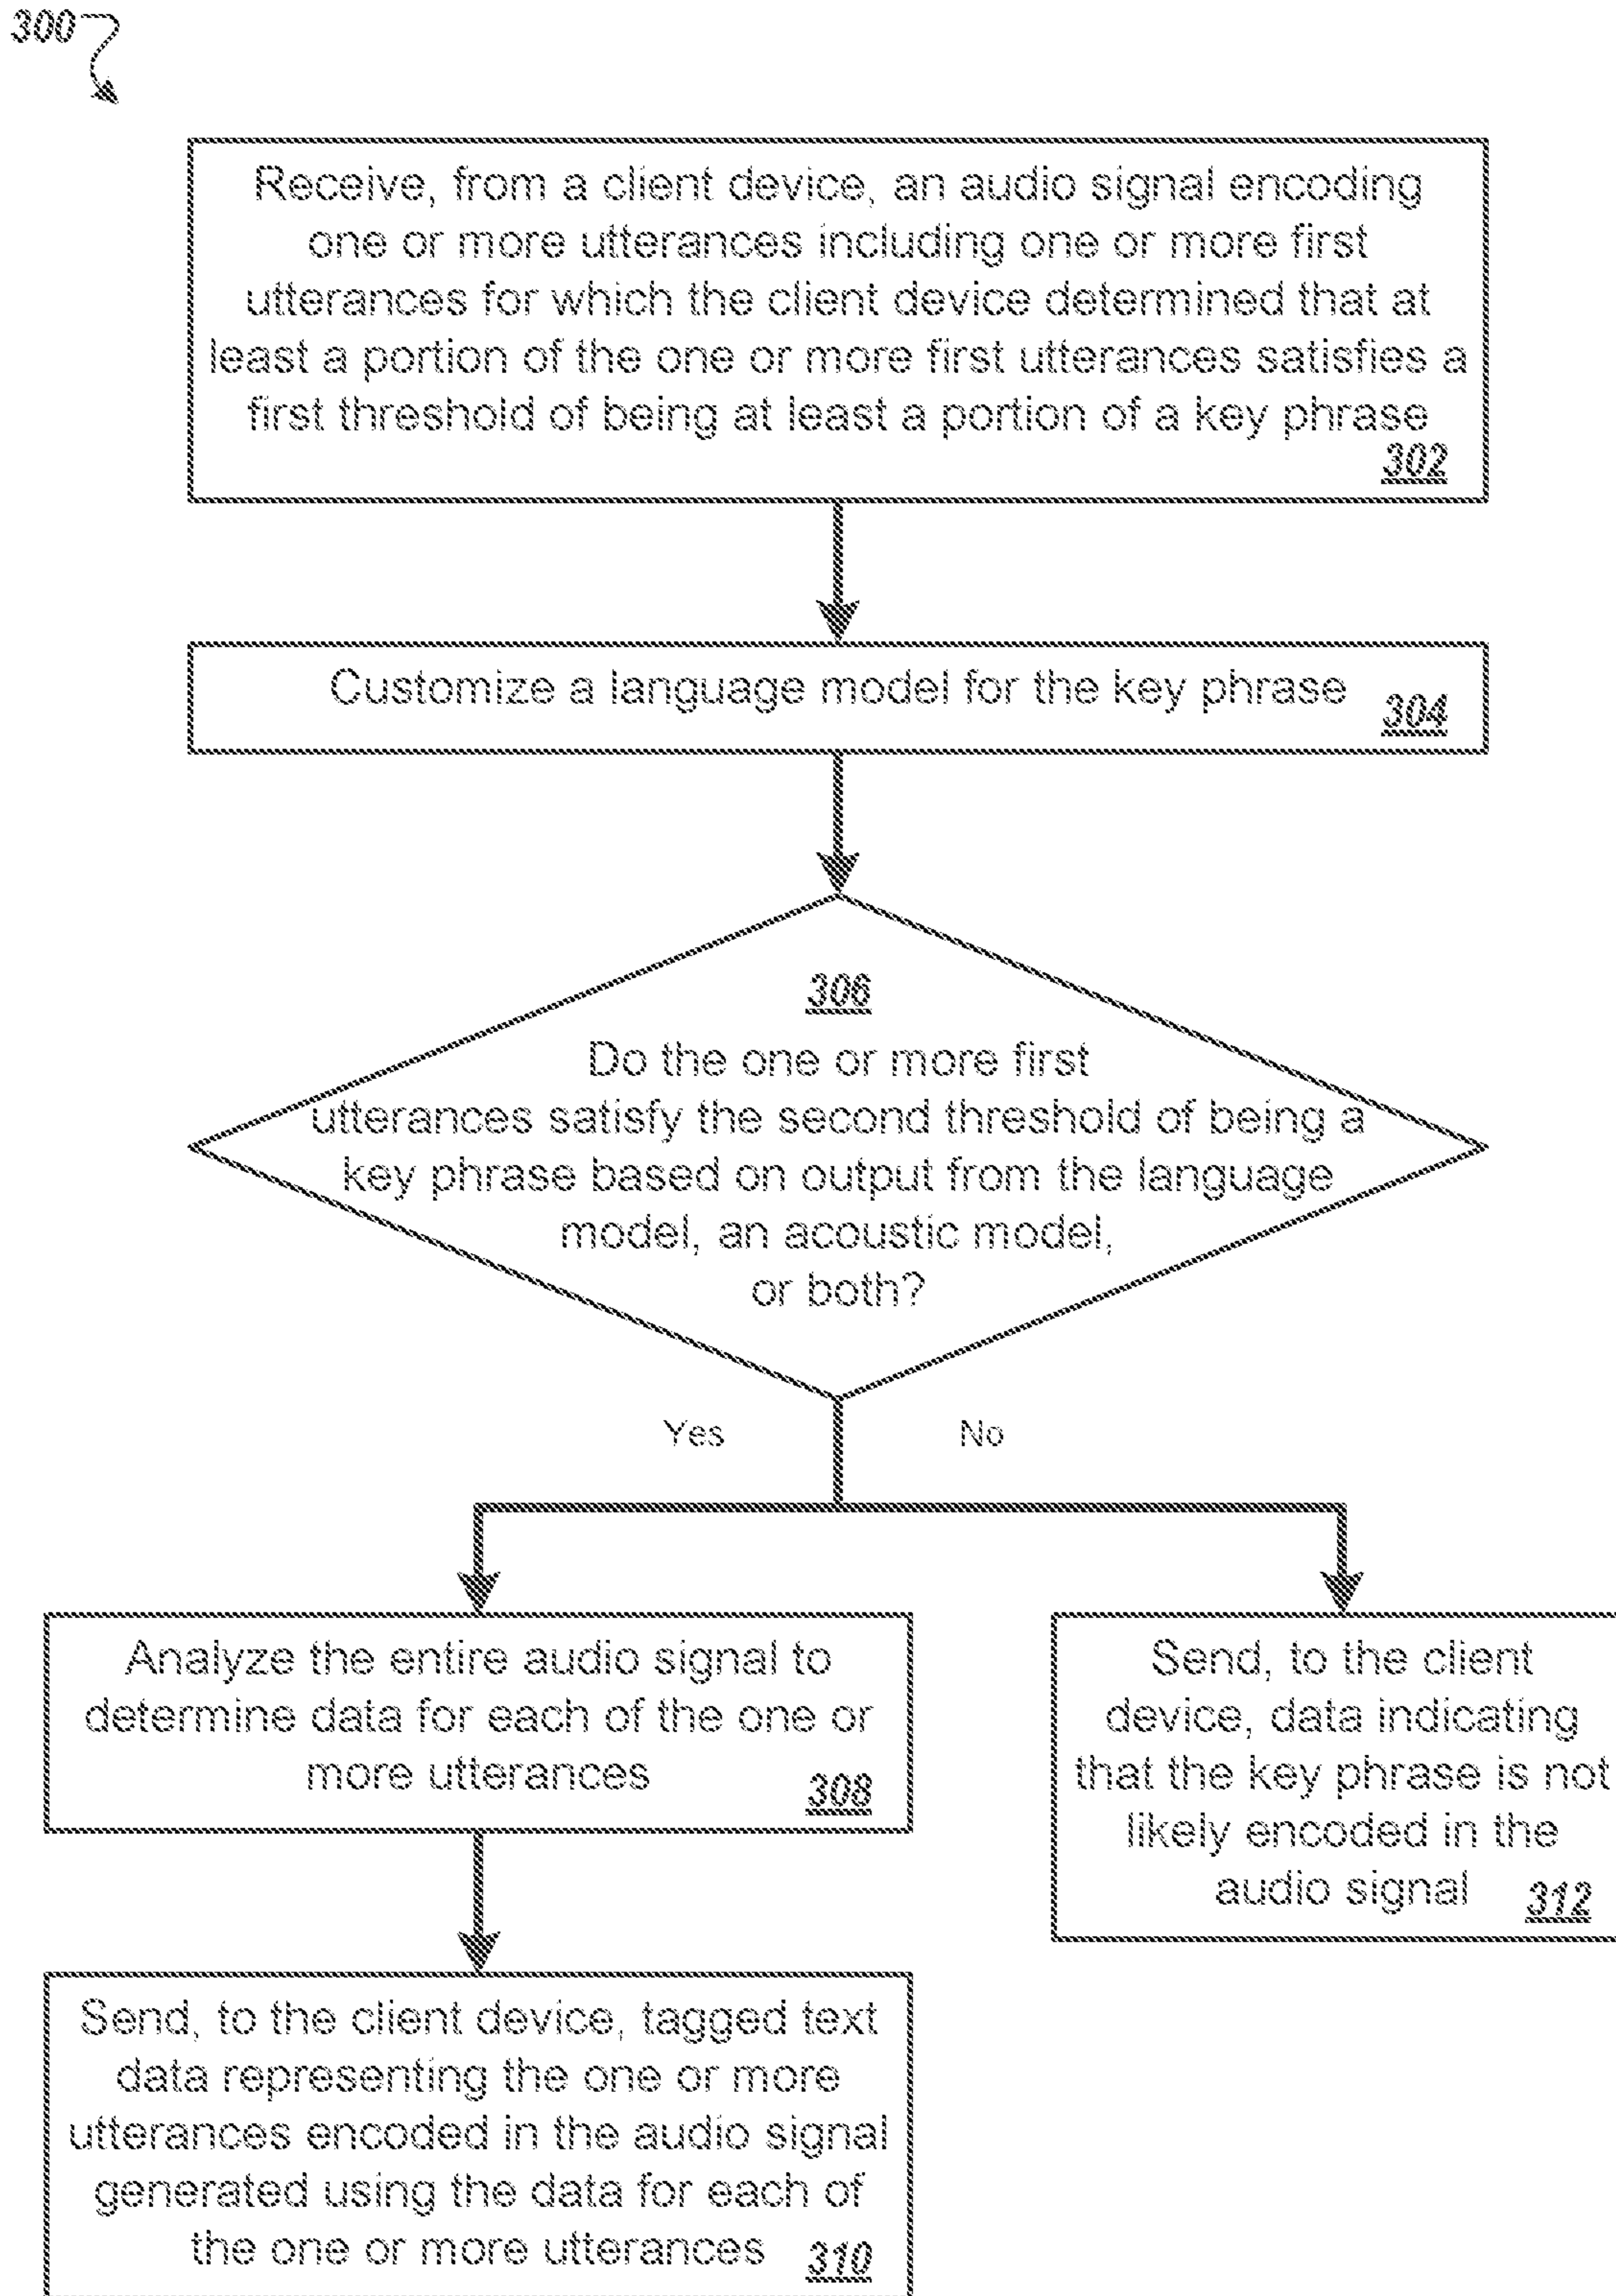 300
Receive, from a client device, an audio signal encoding
one or more utterances including one or more first
utterances for which the client device determined that at
least a portion of the one or more first utterances satisfies a
first threshold of being at least a portion of a key phrase
302
Customize a language model for the key phrase 304
306
Do the one or more first
utterances satisfy the second threshold of being a
key phrase based on output from the language
model, an acoustic model,
or both?
Yes No
Analyze the entire audio signal to
determine data for each of the one or
more utterances 308
Send, to the client
device, data indicating
that the key phrase is not
likely encoded in the
audio signal 312
Send, to the client device, tagged text
data representing the one or more
utterances encoded in the audio signal
generated using the data for each of
the one or more utterances 310